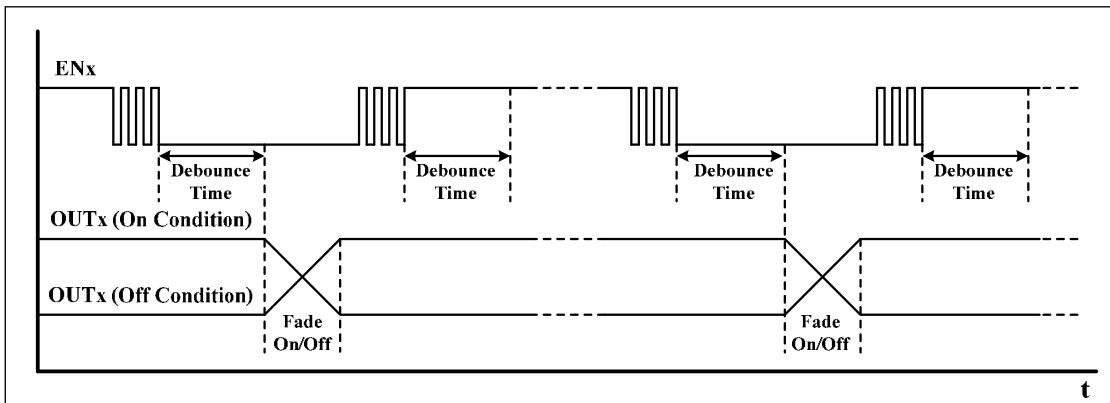 ENx
Debounce
Time
Debounce
Time
Debounce
Time
Debounce
Time
OUTx (On Condition)
OUTx (Off Condition)
Fade
On/Off
Fade
On/Off
t